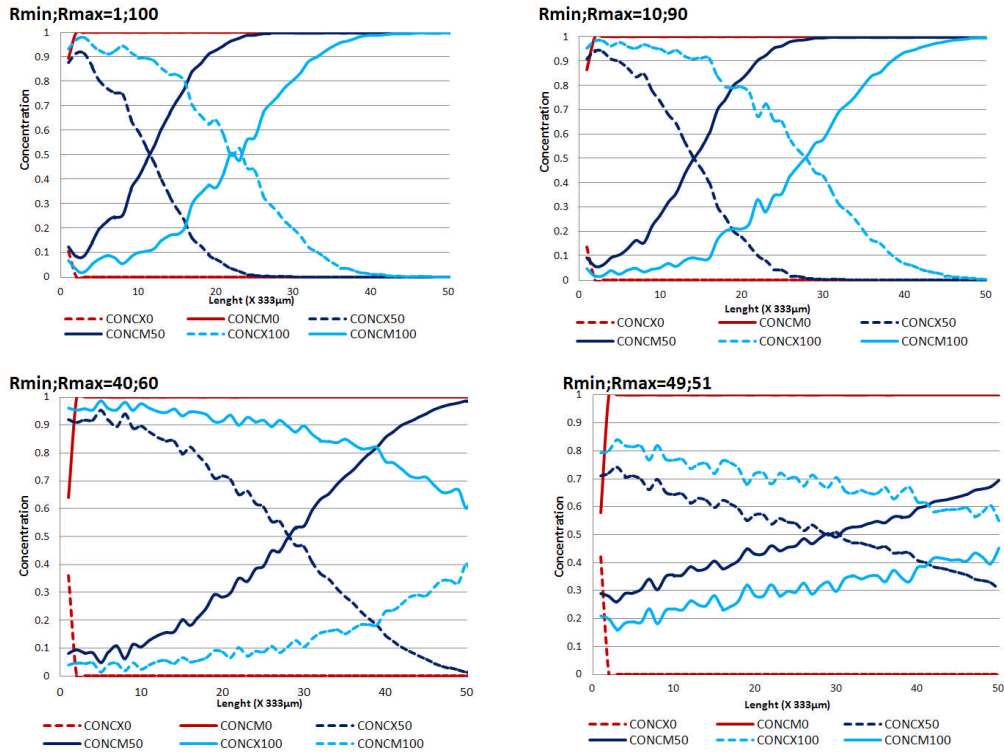 Rmin;Rmax=1;100
Concentration
1
0.9
0.8
0.7
0.6
0.5
0.4
0.3
0.2
0.1
0
0 10 20 30 40 50
Lenght (X 333µm)
CONCX0 CONCM0 CONCX50
CONCM50 CONCX100 CONCM100
Rmin;Rmax=10;90
Concentration
1
0.9
0.8
0.7
0.6
0.5
0.4
0.3
0.2
0.1
0
0 10 20 30 40 50
Lenght (X 333µm)
CONCX0 CONCM0 CONCX50
CONCM50 CONCX100 CONCM100
Rmin;Rmax=40;60
Concentration
1
0.9
0.8
0.7
0.6
0.5
0.4
0.3
0.2
0.1
0
0 10 20 30 40 50
Lenght (X 333µm)
CONCX0 CONCM0 CONCX50
CONCM50 CONCX100 CONCM100
Rmin;Rmax=49;51
Concentration
1
0.9
0.8
0.7
0.6
0.5
0.4
0.3
0.2
0.1
0
0 10 20 30 40 50
Lenght (X 333µm)
CONCX0 CONCM0 CONCX50
CONCM50 CONCX100 CONCM100